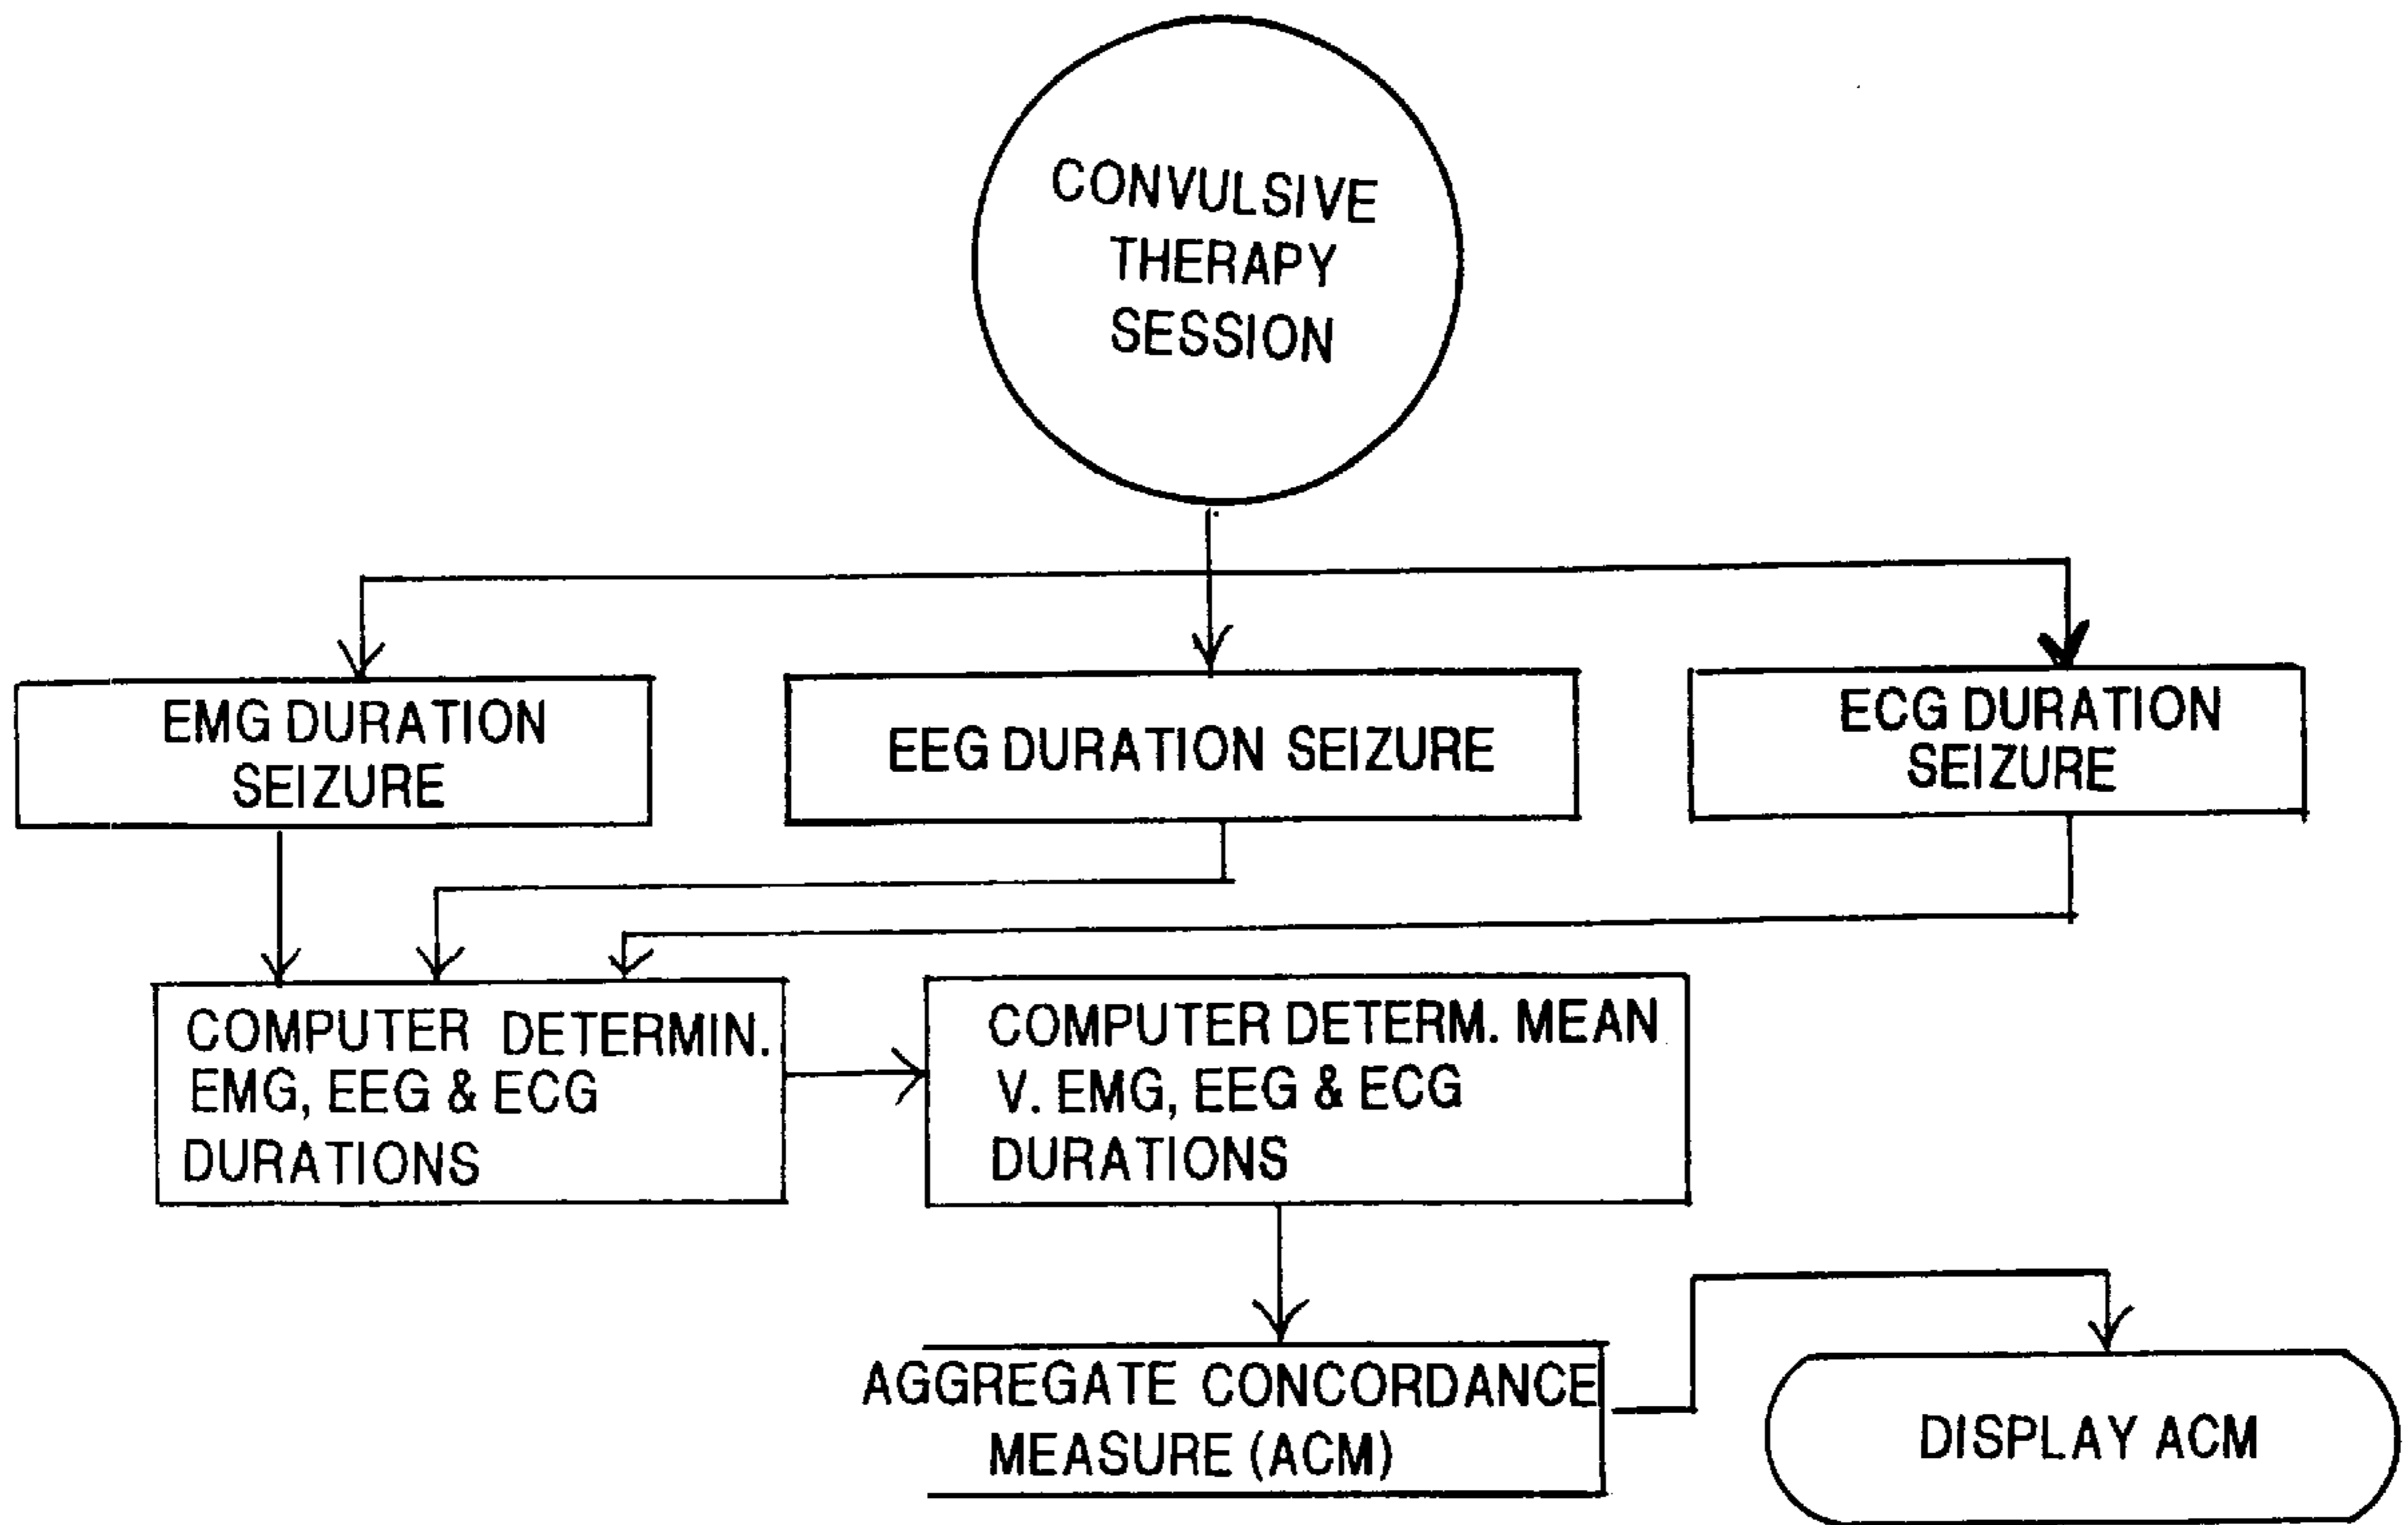 CONVULSIVE
THERAPY
SESSION
EMG DURATION
SEIZURE
EEG DURATION SEIZURE
ECG DURATION
SEIZURE
COMPUTER DETERMIN.
EMG, EEG & ECG
DURATIONS
COMPUTER DETERM. MEAN
V. EMG, EEG & ECG
DURATIONS
AGGREGATE CONCORDANCE
MEASURE (ACM)
DISPLAY ACM